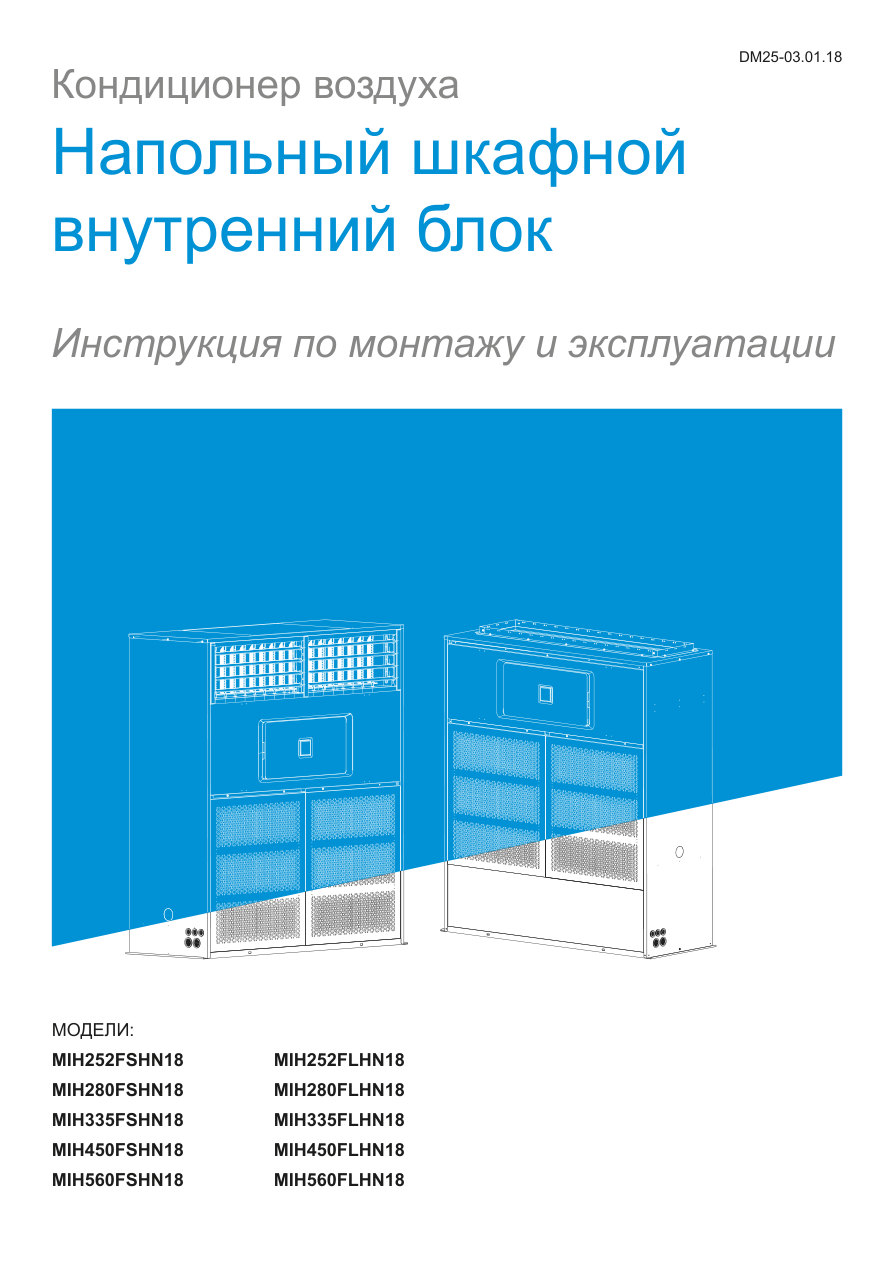 DM25-03.01.18
Кондиционер воздуха
Напольный шкафной
внутренний блок
Инструкция по монтажу и эксплуатации
МОДЕЛИ:
MIH252FSHN18 MIH252FLHN18
MIH280FSHN18 MIH280FLHN18
MIH335FSHN18 MIH335FLHN18
MIH450FSHN18 MIH450FLHN18
MIH560FSHN18 MIH560FLHN18